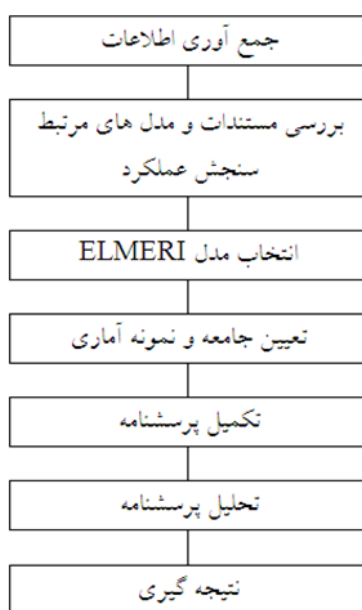 جمع آوری اطلاعات
بررسی مستندات و مدل های مرتبط
سنجش عملکرد
انتخاب مدل ELMERI
تعیین جامعه و نمونه آماری
تکمیل پرسشنامه
تحلیل پرسشنامه
نتیجه گیری